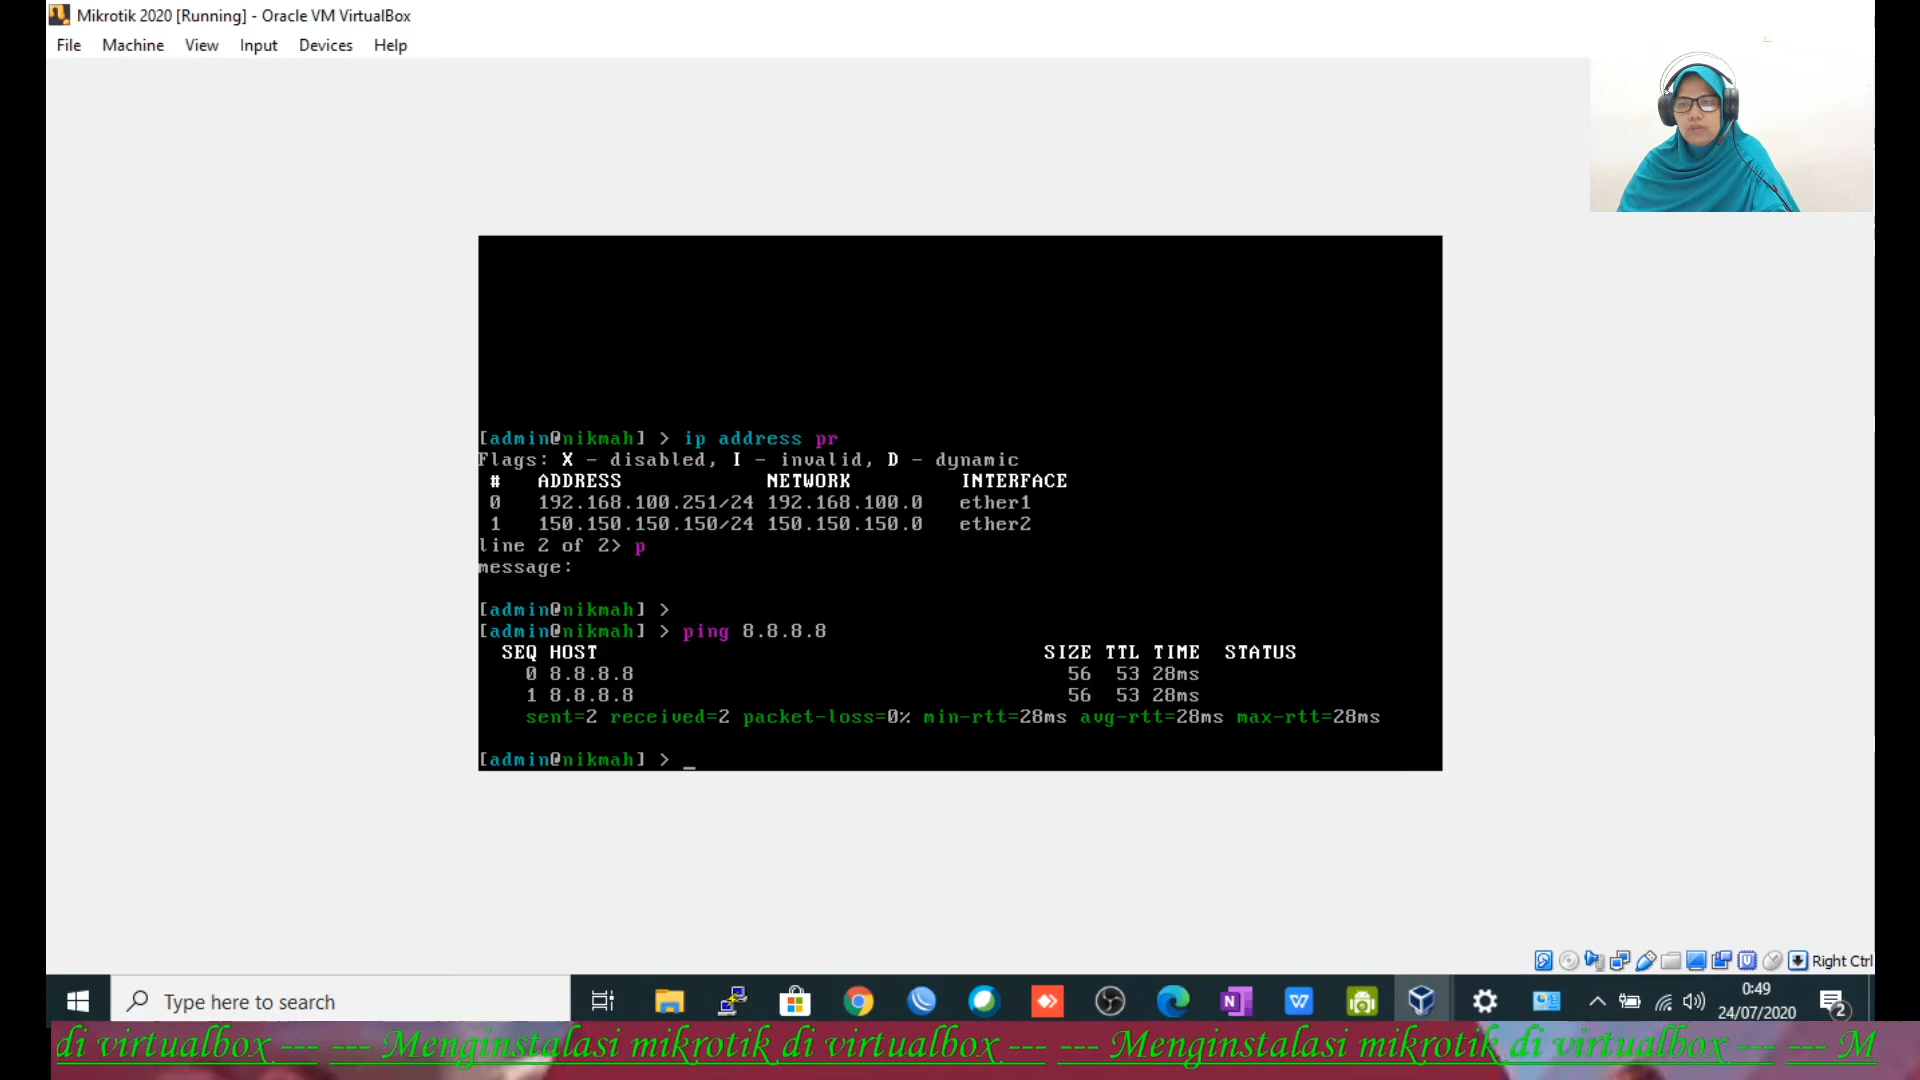 Mikrotik 2020 [Running] - Oracle VM VirtualBox
File Machine View Input Devices Help
[admin@nikmah] > ip address pr
Flags: X - disabled, I - invalid, D - dynamic
# ADDRESS NETWORK INTERFACE
0 192.168.100.251/24 192.168.100.0 ether1
1 150.150.150.150/24 150.150.150.0 ether2
line 2 of 2> p
message:
[admin@nikmah] >
[admin@nikmah] > ping 8.8.8.8
SEQ HOST SIZE TTL TIME STATUS
0 8.8.8.8 56 53 28ms
1 8.8.8.8 56 53 28ms
sent=2 received=2 packet-loss=0% min-rtt=28ms avg-rtt=28ms max-rtt=28ms
[admin@nikmah] > _
Right Ctrl
Type here to search
0:49
24/07/2020
2
di virtualbox --- --- Menginstalasi mikrotik di virtualbox --- --- Menginstalasi mikrotik di virtualbox --- --- M